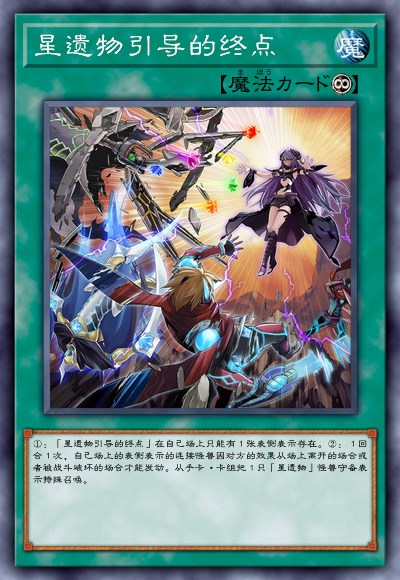 星遗物引导的终点
魔
【魔法カード】
まほう
①:「星遗物引导的终点」在自己场上只能有1张表侧表示存在。②:1回
合1次，自己场上的表侧表示的连接怪兽因对方的效果从场上离开的场合或
者被战斗破坏的场合才能发动。从手卡·卡组把1只「星遗物」怪兽守备表
示特殊召唤。